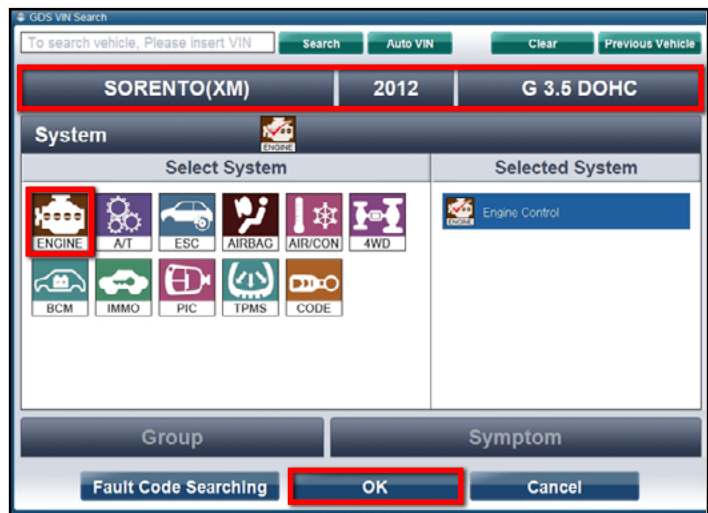 GDS VIN Search
To search vehicle, Please insert VIN Search Auto VIN Clear Previous Vehicle
SORENTO(XM) 2012 G 3.5 DOHC
System ENGINE
Select System Selected System
ENGINE A/T ESC AIRBAG AIR/CON 4WD
ENGINE Engine Control
BCM IMMO PIC TPMS CODE
Group Symptom
Fault Code Searching OK Cancel